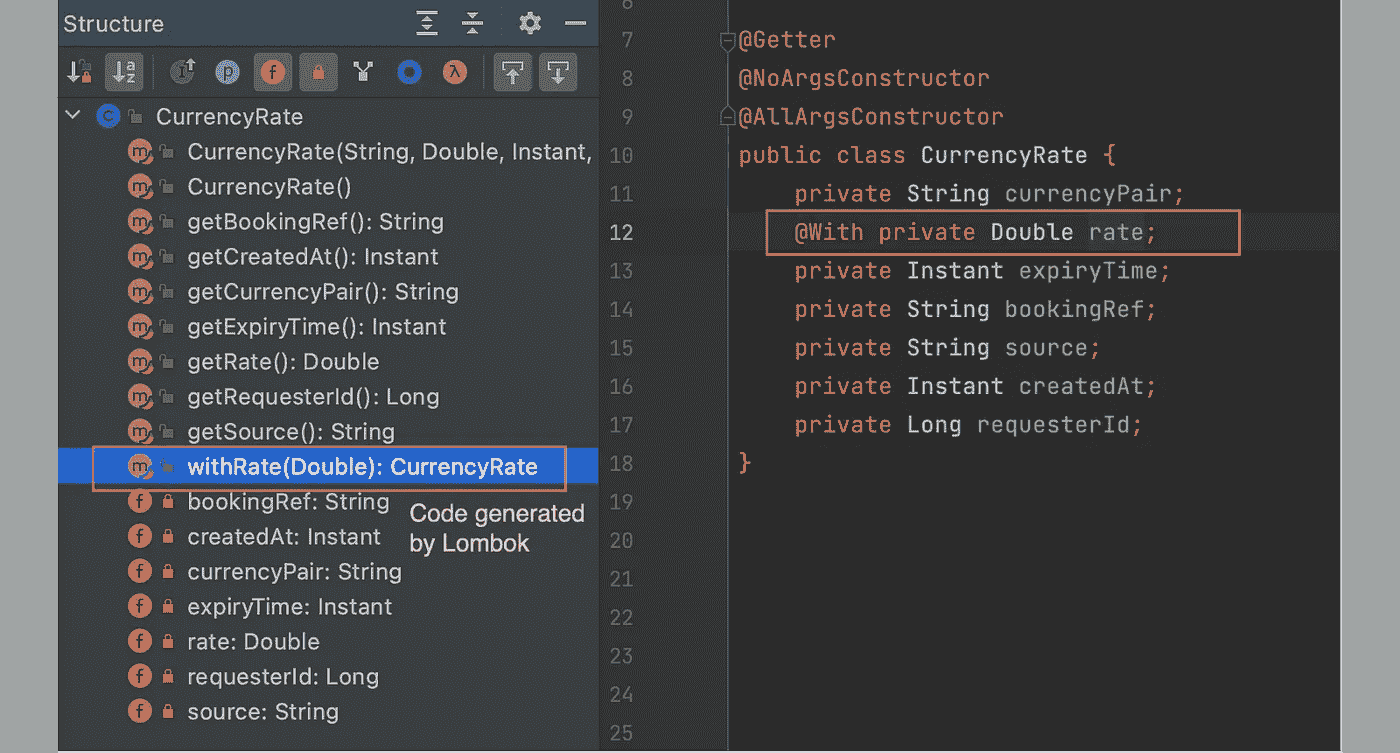 Structure
CurrencyRate
CurrencyRate(String, Double, Instant,
CurrencyRate()
getBookingRef(): String
getCreatedAt(): Instant
getCurrencyPair(): String
getExpiryTime(): Instant
getRate(): Double
getRequesterId(): Long
getSource(): String
withRate(Double): CurrencyRate
bookingRef: String
createdAt: Instant
currencyPair: String
expiryTime: Instant
rate: Double
requesterId: Long
source: String
Code generated
by Lombok
6
7 @Getter
8 @NoArgsConstructor
9 @AllArgsConstructor
10 public class CurrencyRate {
11 private String currencyPair;
12 @With private Double rate;
13 private Instant expiryTime;
14 private String bookingRef;
15 private String source;
16 private Instant createdAt;
17 private Long requesterId;
18 }
19
20
21
22
23
24
25